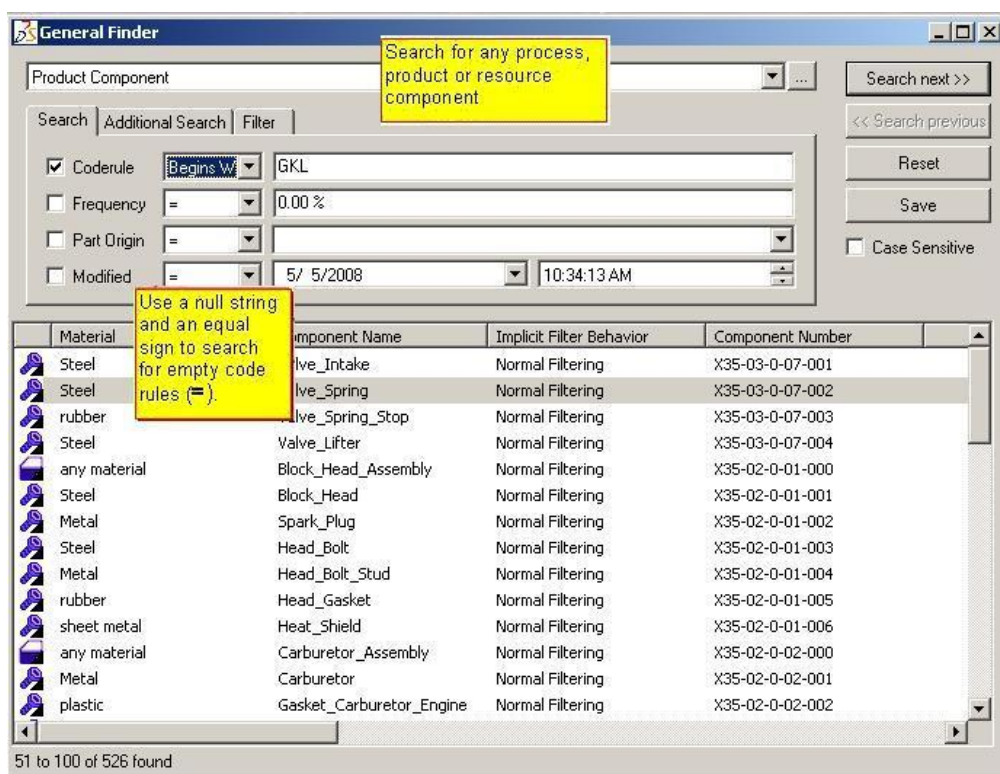 General Finder
Search for any process,
product or resource
component
Product Component
...
Search next >>
Search
Additional Search
Filter
<< Search previous
Coderule
Begins W
GKL
Reset
Frequency
=
0.00 %
Save
Part Origin
=
Case Sensitive
Modified
=
5/ 5/2008
10:34:13 AM
Use a null string
and an equal
sign to search
for empty code
rules (=).
Material
mponent Name
Implicit Filter Behavior
Component Number
Steel lve_Intake Normal Filtering X35-03-0-07-001
Steel lve_Spring Normal Filtering X35-03-0-07-002
rubber lve_Spring_Stop Normal Filtering X35-03-0-07-003
Steel Valve_Lifter Normal Filtering X35-03-0-07-004
any material Block_Head_Assembly Normal Filtering X35-02-0-01-000
Steel Block_Head Normal Filtering X35-02-0-01-001
Metal Spark_Plug Normal Filtering X35-02-0-01-002
Steel Head_Bolt Normal Filtering X35-02-0-01-003
Metal Head_Bolt_Stud Normal Filtering X35-02-0-01-004
rubber Head_Gasket Normal Filtering X35-02-0-01-005
sheet metal Heat_Shield Normal Filtering X35-02-0-01-006
any material Carburetor_Assembly Normal Filtering X35-02-0-02-000
Metal Carburetor Normal Filtering X35-02-0-02-001
plastic Gasket_Carburetor_Engine Normal Filtering X35-02-0-02-002
51 to 100 of 526 found